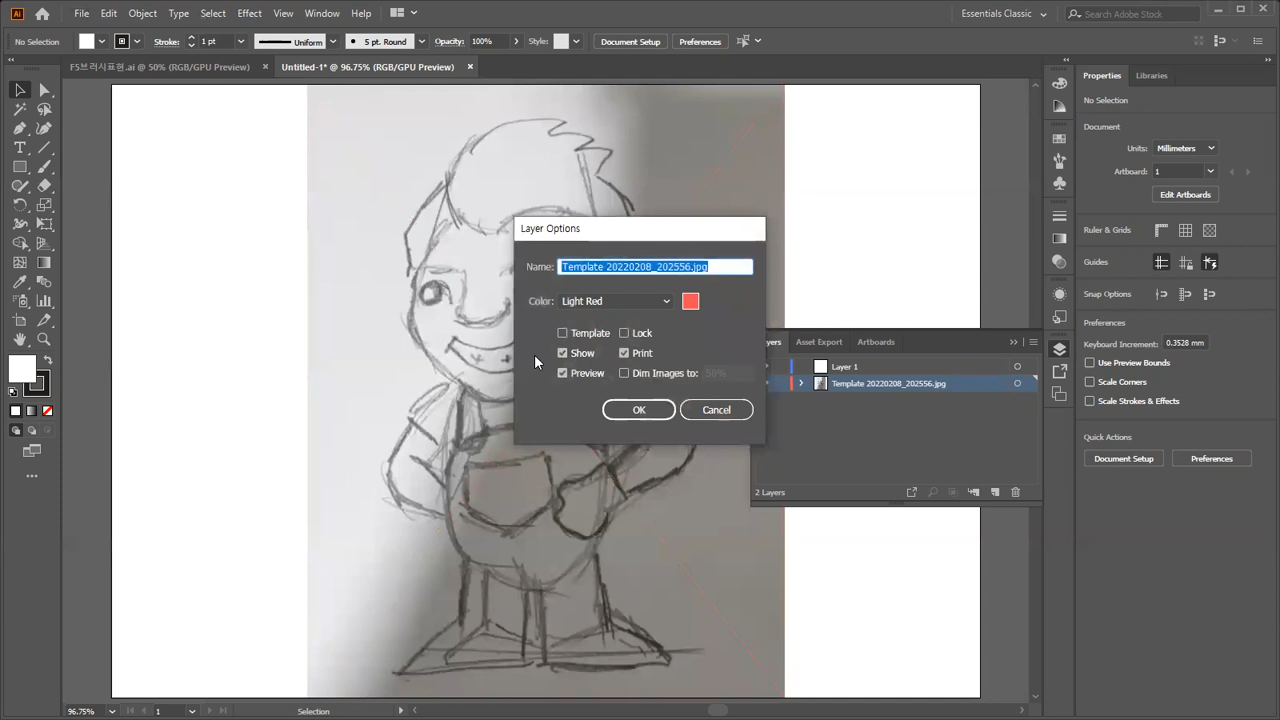 Ai File Edit Object Type Select Effect View Window Help Essentials Classic Search Adobe Stock
No Selection Stroke: 1 pt Uniform 5 pt. Round Opacity: 100% Style: Document Setup Preferences
F5브러시표현.ai @ 50% (RGB/GPU Preview) × Untitled-1* @ 96.75% (RGB/GPU Preview) ×
Properties Libraries
No Selection
Document
Units: Millimeters
Artboard: 1
Edit Artboards
Ruler & Grids
Guides
Snap Options
Preferences
Keyboard Increment: 0.3528 mm
Use Preview Bounds
Scale Corners
Scale Strokes & Effects
Quick Actions
Document Setup Preferences
Layer Options
Name: Template 20220208_202556.jpg
Color: Light Red
Template Lock
Show Print
Preview Dim Images to: 50%
OK Cancel
Asset Export Artboards
Layer 1
Template 20220208_202556.jpg
2 Layers
96.75% 1 Selection